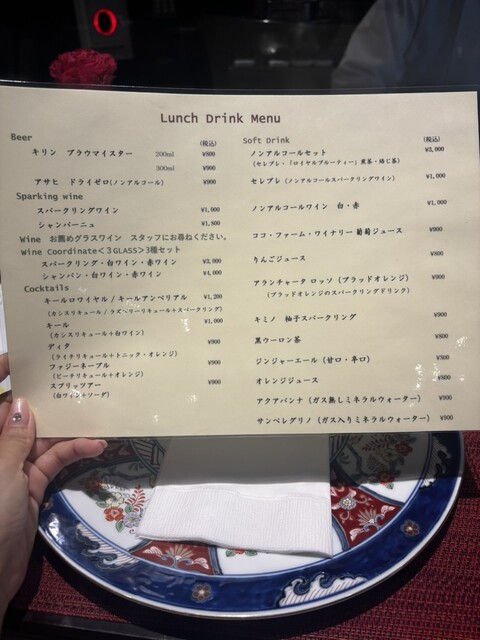 Lunch Drink Menu
Beer
(税込)
キリン ブラウマイスター 200ml ¥800
300ml ¥900
アサヒ ドライゼロ(ノンアルコール) ¥900
Sparking wine
スパークリングワイン ¥1,000
シャンパーニュ ¥1,800
Wine お薦めグラスワイン スタッフにお尋ねください。
Wine Coordinate<3GLASS>3種セット
スパークリング・白ワイン・赤ワイン ¥3,000
シャンパン・白ワイン・赤ワイン ¥4,000
Cocktails
キールロワイヤル/キールアンペリアル ¥1,200
(カシスリキュール/ラズベリーリキュール+スパークリング)
キール ¥1,000
(カシスリキュール+白ワイン)
ディタ ¥900
(ライチリキュール+トニック・オレンジ)
ファジーネーブル ¥900
(ピーチリキュール+オレンジ)
スプリッツアー ¥900
(白ワイン+ソーダ)
Soft Drink
(税込)
ノンアルコールセット ¥3,000
(セレブレ・「ロイヤルブルーティー」煎茶・焙じ茶)
セレブレ(ノンアルコールスパークリングワイン) ¥1,000
ノンアルコールワイン 白・赤 ¥1,000
ココ・ファーム・ワイナリー 葡萄ジュース ¥900
りんごジュース ¥800
アランチャータ ロッソ(ブラッドオレンジ) ¥900
(ブラッドオレンジのスパークリングドリンク)
キミノ 柚子スパークリング ¥900
黒ウーロン茶 ¥900
ジンジャーエール(甘口・辛口) ¥800
オレンジジュース ¥800
アクアパンナ(ガス無しミネラルウォーター) ¥900
サンペレグリノ(ガス入りミネラルウォーター) ¥900